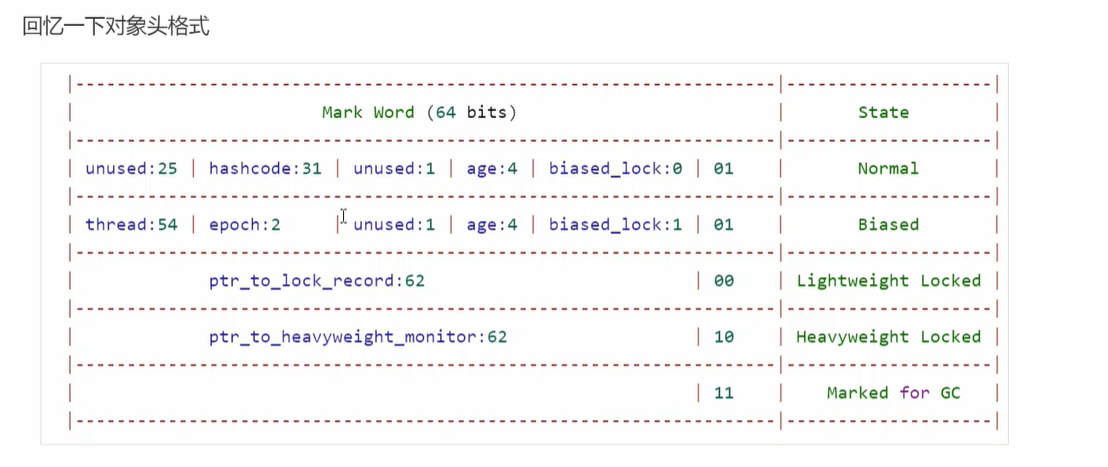 回忆一下对象头格式
|--------------------------------------------------------------------|--------------------|
| Mark Word (64 bits) | State |
|--------------------------------------------------------------------|--------------------|
| unused:25 | hashcode:31 | unused:1 | age:4 | biased_lock:0 | 01 | Normal |
|--------------------------------------------------------------------|--------------------|
| thread:54 | epoch:2 | unused:1 | age:4 | biased_lock:1 | 01 | Biased |
|--------------------------------------------------------------------|--------------------|
| ptr_to_lock_record:62 | 00 | Lightweight Locked |
|--------------------------------------------------------------------|--------------------|
| ptr_to_heavyweight_monitor:62 | 10 | Heavyweight Locked |
|--------------------------------------------------------------------|--------------------|
| | 11 | Marked for GC |
|--------------------------------------------------------------------|--------------------|